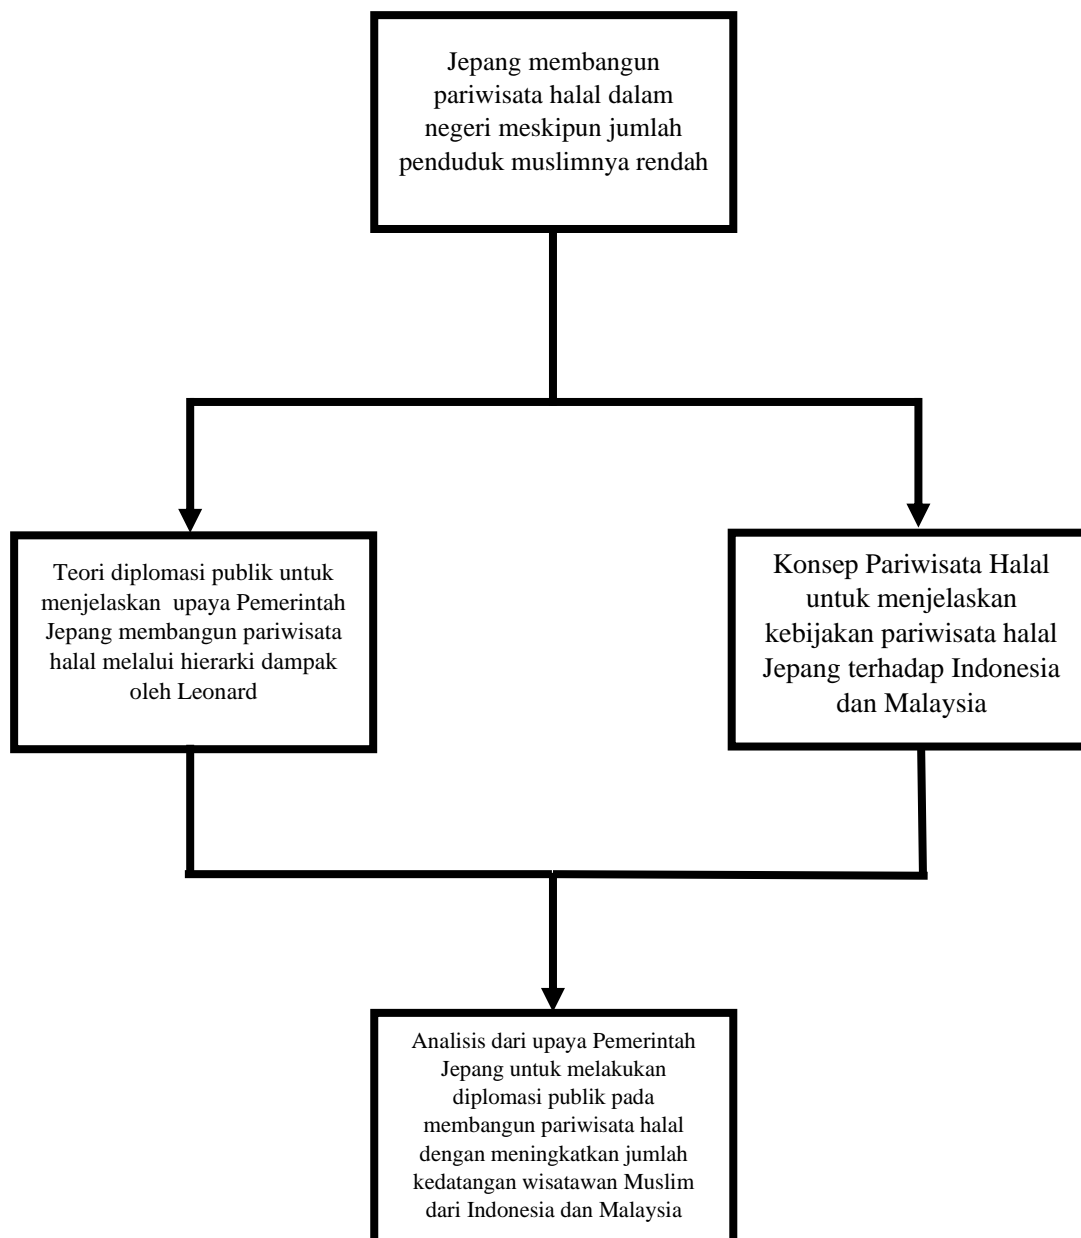 Jepang membangun
pariwisata halal dalam
negeri meskipun jumlah
penduduk muslimnya rendah
Teori diplomasi publik untuk
menjelaskan  upaya Pemerintah
Jepang membangun pariwisata
halal melalui hierarki dampak
oleh Leonard
Konsep Pariwisata Halal
untuk menjelaskan
kebijakan pariwisata halal
Jepang terhadap Indonesia
dan Malaysia
Analisis dari upaya Pemerintah
Jepang untuk melakukan
diplomasi publik pada
membangun pariwisata halal
dengan meningkatkan jumlah
kedatangan wisatawan Muslim
dari Indonesia dan Malaysia